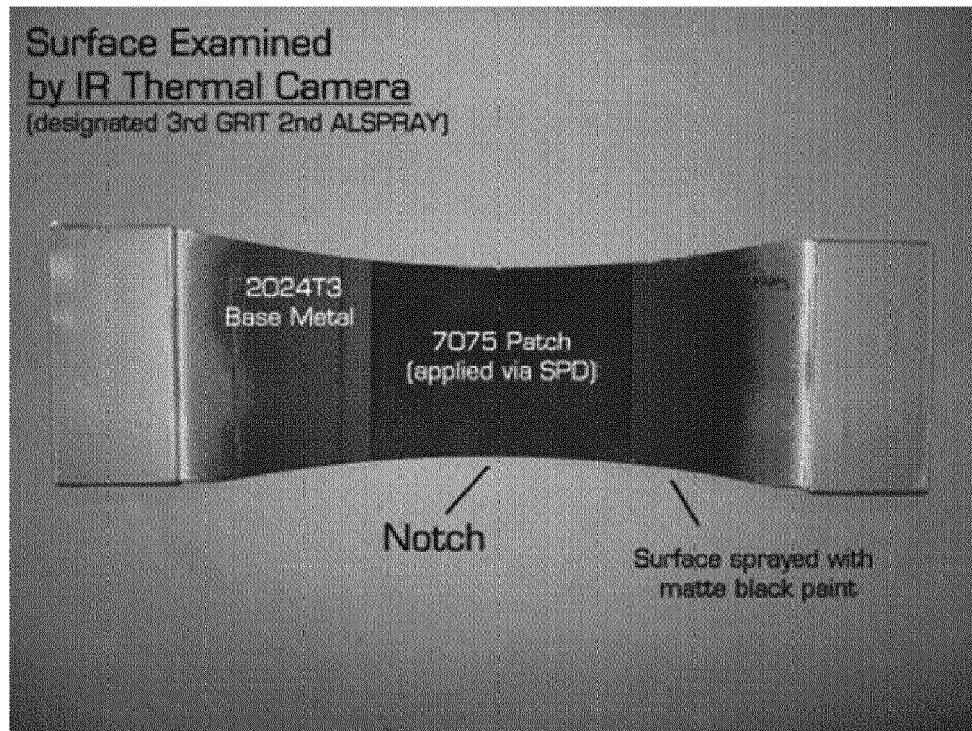 Surface Examined
by IR Thermal Camera
(designated 3rd GRIT 2nd ALSPRAY)
2024T3
Base Metal
7075 Patch
(applied via SPD)
Notch
Surface sprayed with
matte black paint